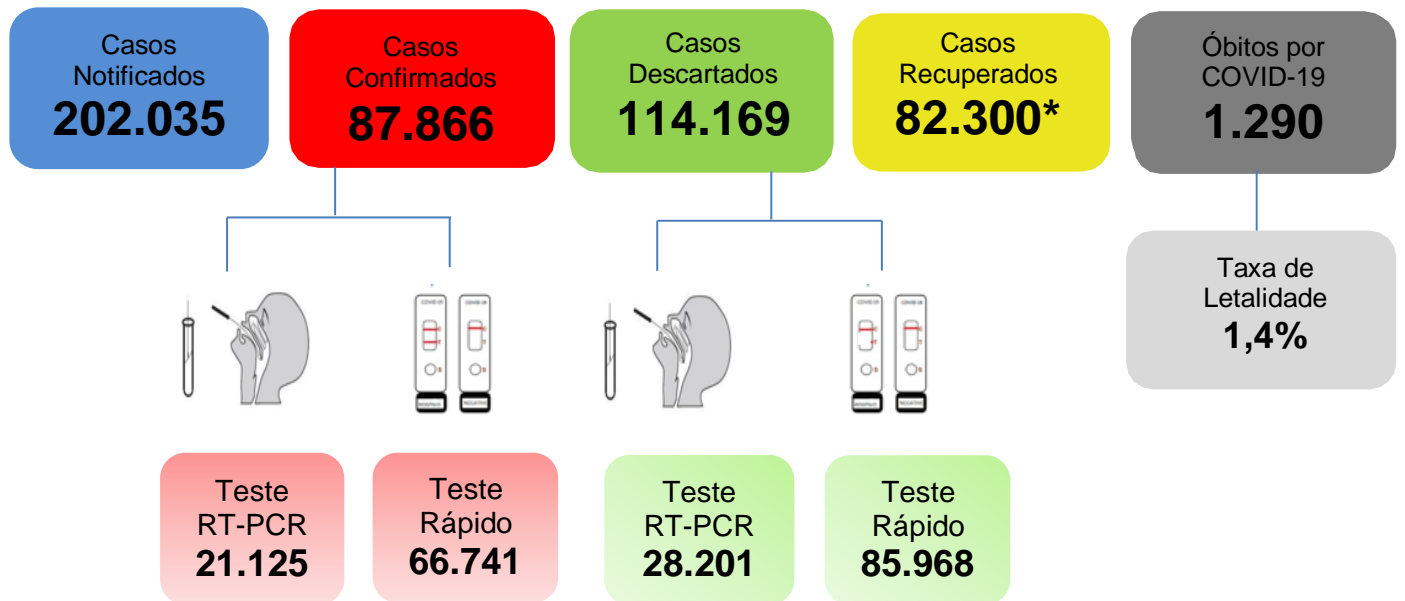 Casos
Notificados
202.035
Casos
Confirmados
87.866
Casos
Descartados
114.169
Casos
Recuperados
82.300*
Óbitos por
COVID-19
1.290
Taxa de
Letalidade
1,4%
Teste
RT-PCR
21.125
Teste
Rápido
66.741
Teste
RT-PCR
28.201
Teste
Rápido
85.968